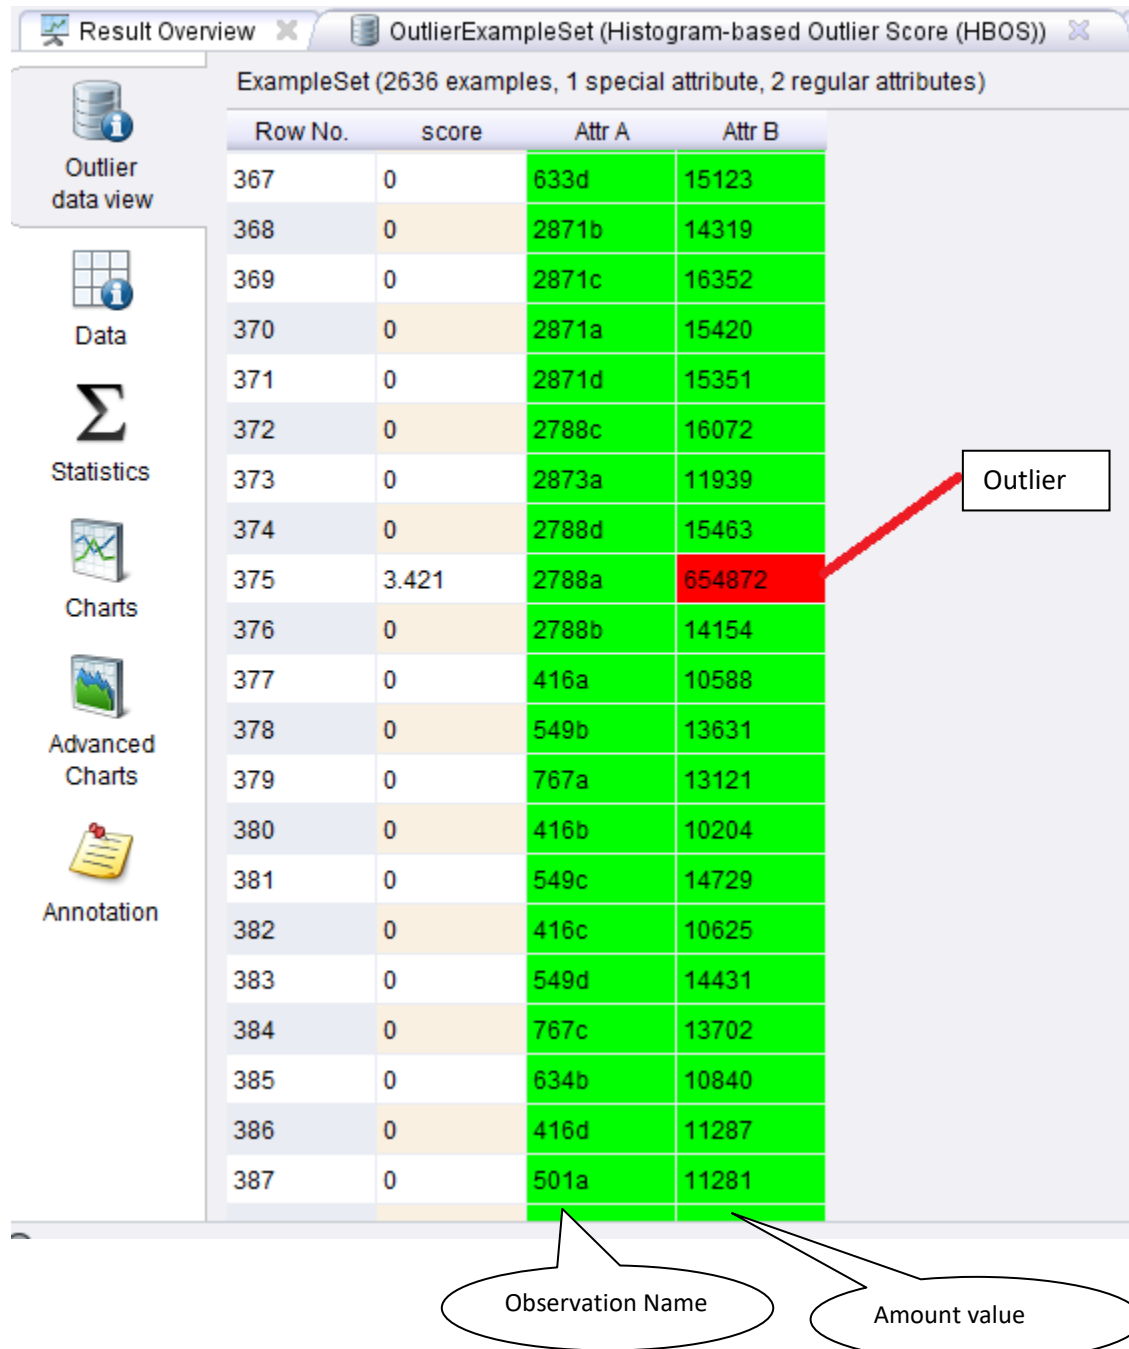 Result Overview OutlierExampleSet (Histogram-based Outlier Score (HBOS))
ExampleSet (2636 examples, 1 special attribute, 2 regular attributes)
Outlier
data view
Data
Statistics
Charts
Advanced
Charts
Annotation
Row No. score Attr A Attr B
367 0 633d 15123
368 0 2871b 14319
369 0 2871c 16352
370 0 2871a 15420
371 0 2871d 15351
372 0 2788c 16072
373 0 2873a 11939
374 0 2788d 15463
375 3.421 2788a 654872
376 0 2788b 14154
377 0 416a 10588
378 0 549b 13631
379 0 767a 13121
380 0 416b 10204
381 0 549c 14729
382 0 416c 10625
383 0 549d 14431
384 0 767c 13702
385 0 634b 10840
386 0 416d 11287
387 0 501a 11281
Outlier
Observation Name
Amount value